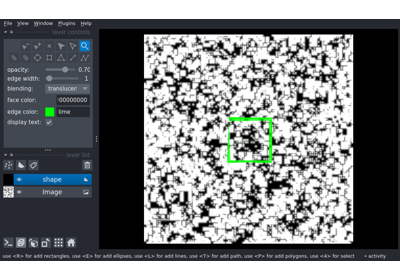 File View Window Plugins Help
layer controls
opacity: 0.70
edge width: 1
blending: translucen
face color: 00000000
edge color: lime
display text:
layer list
shape
Image
use <R> for add rectangles, use <E> for add ellipses, use <L> for add lines, use <T> for add path, use <P> for add polygons, use <4> for select activity